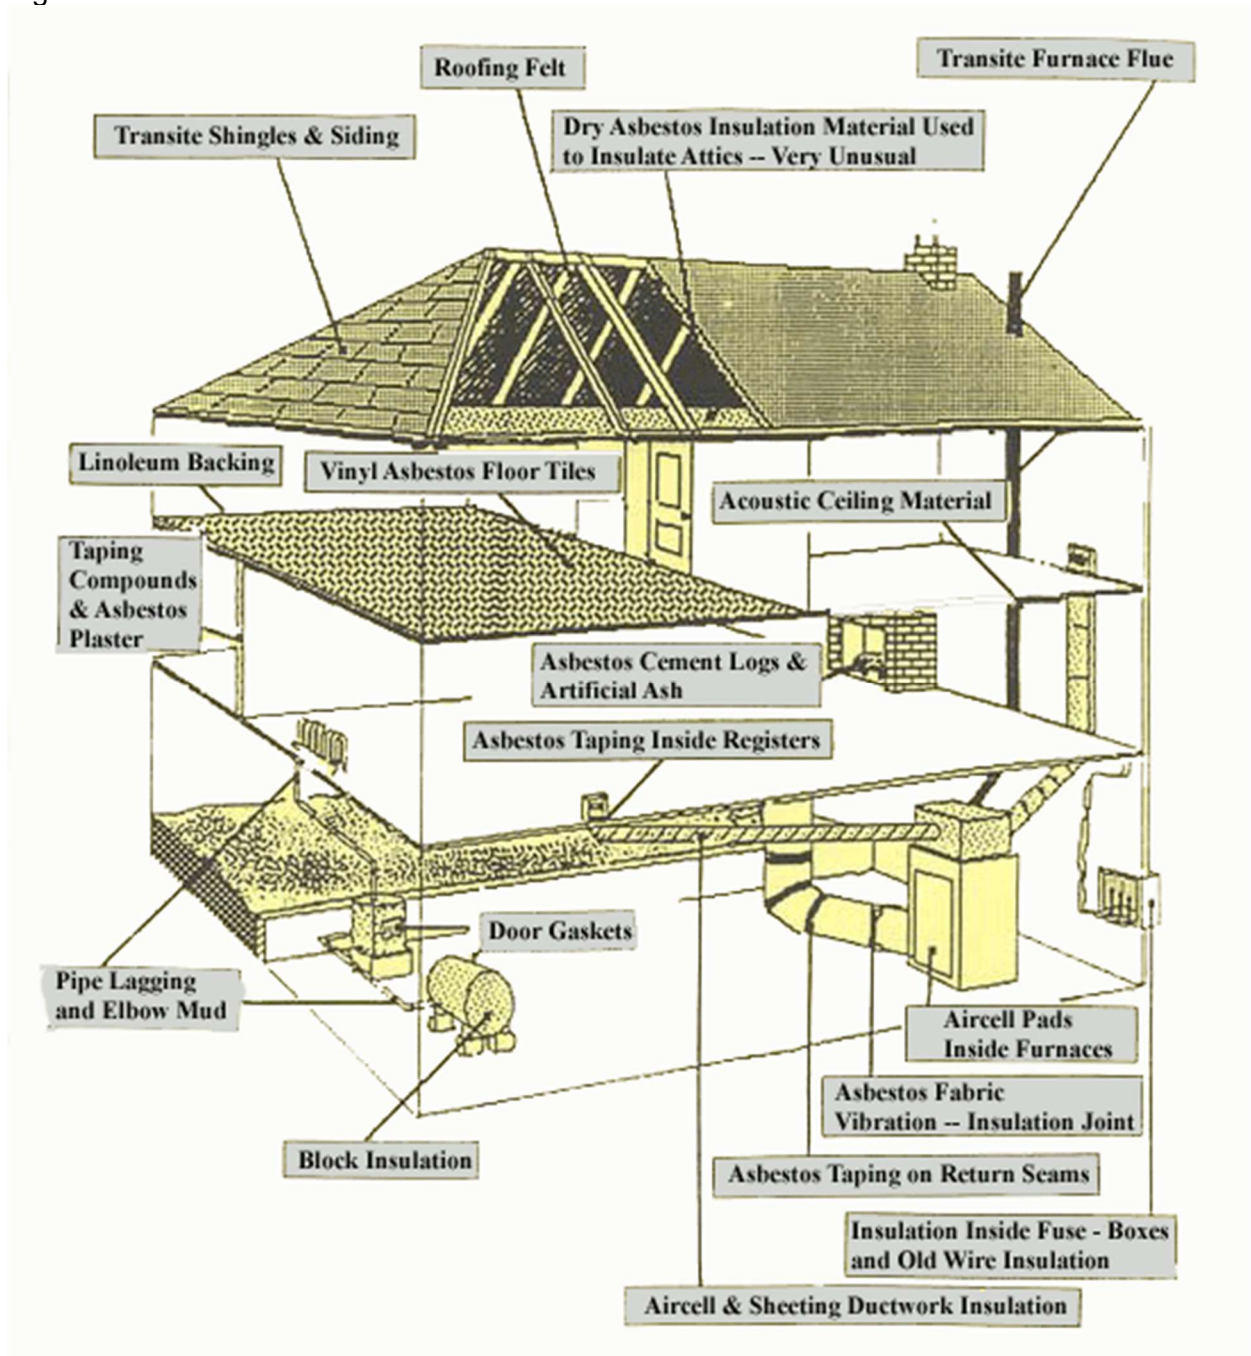 Roofing Felt
Transite Furnace Flue
Transite Shingles & Siding
Dry Asbestos Insulation Material Used
to Insulate Attics -- Very Unusual
Linoleum Backing
Vinyl Asbestos Floor Tiles
Acoustic Ceiling Material
Taping
Compounds
& Asbestos
Plaster
Asbestos Cement Logs &
Artificial Ash
Asbestos Taping Inside Registers
Door Gaskets
Pipe Lagging
and Elbow Mud
Aircell Pads
Inside Furnaces
Asbestos Fabric
Vibration -- Insulation Joint
Block Insulation
Asbestos Taping on Return Seams
Insulation Inside Fuse - Boxes
and Old Wire Insulation
Aircell & Sheeting Ductwork Insulation